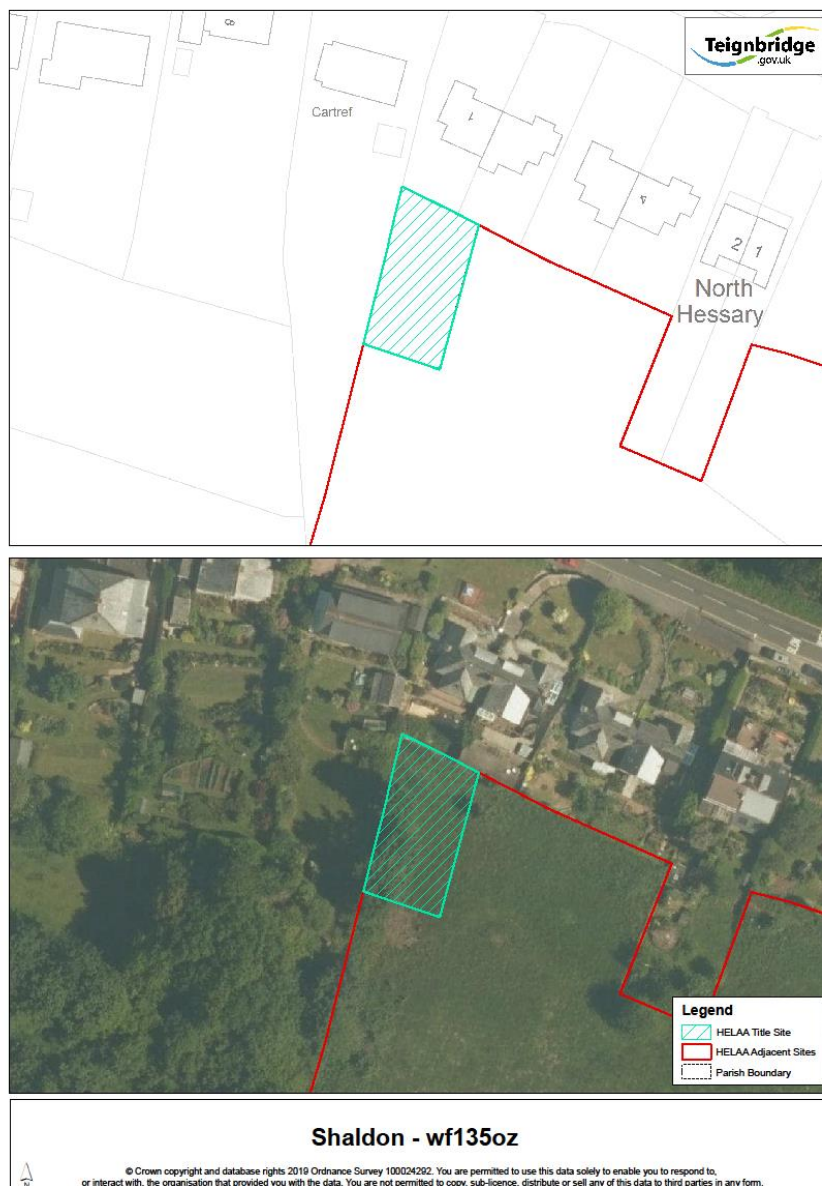 Teignbridge
.gov.uk
Cartref
North
Hessary
2
1
Legend
HELAA Title Site
HELAA Adjacent Sites
Parish Boundary
Shaldon - wf135oz
© Crown copyright and database rights 2019 Ordnance Survey 100024292. You are permitted to use this data solely to enable you to respond to,
or interact with, the organisation that provided you with the data. You are not permitted to copy, sub-licence, distribute or sell any of this data to third parties in any form.